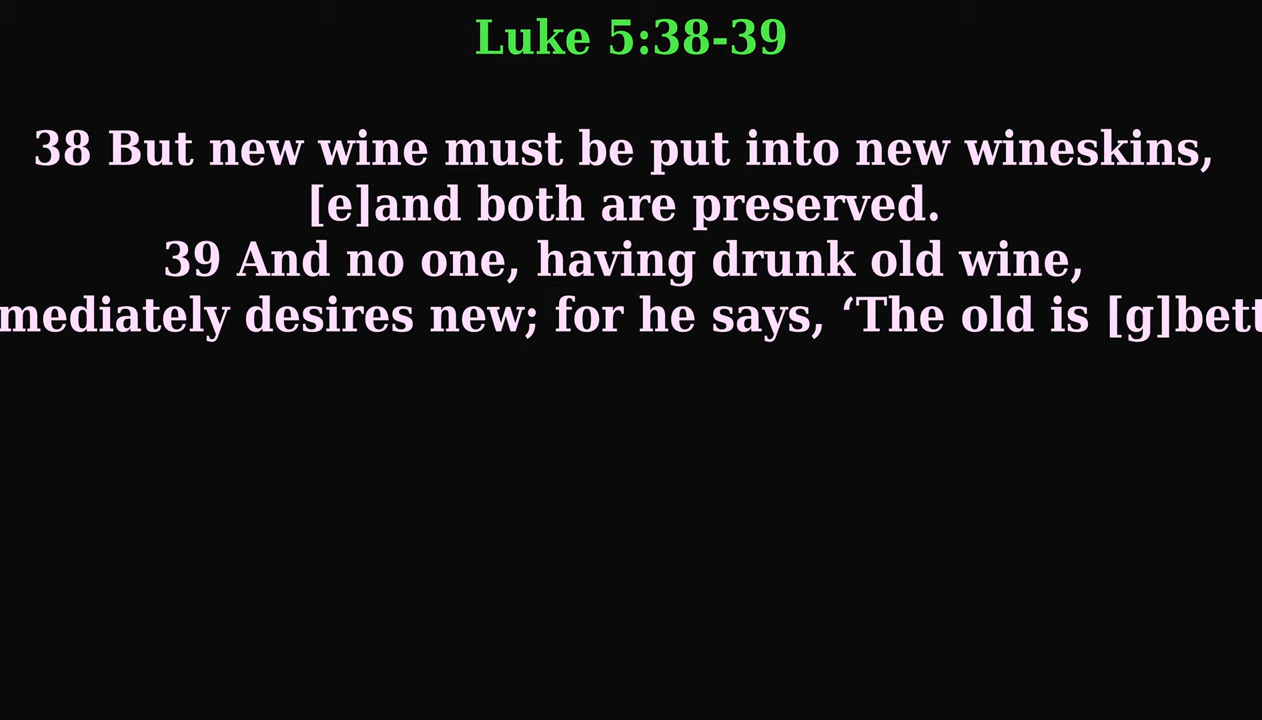 Luke 5:38-39
38 But new wine must be put into new wineskins,
[e]and both are preserved.
39 And no one, having drunk old wine,
mediately desires new; for he says, ‘The old is [g]bett